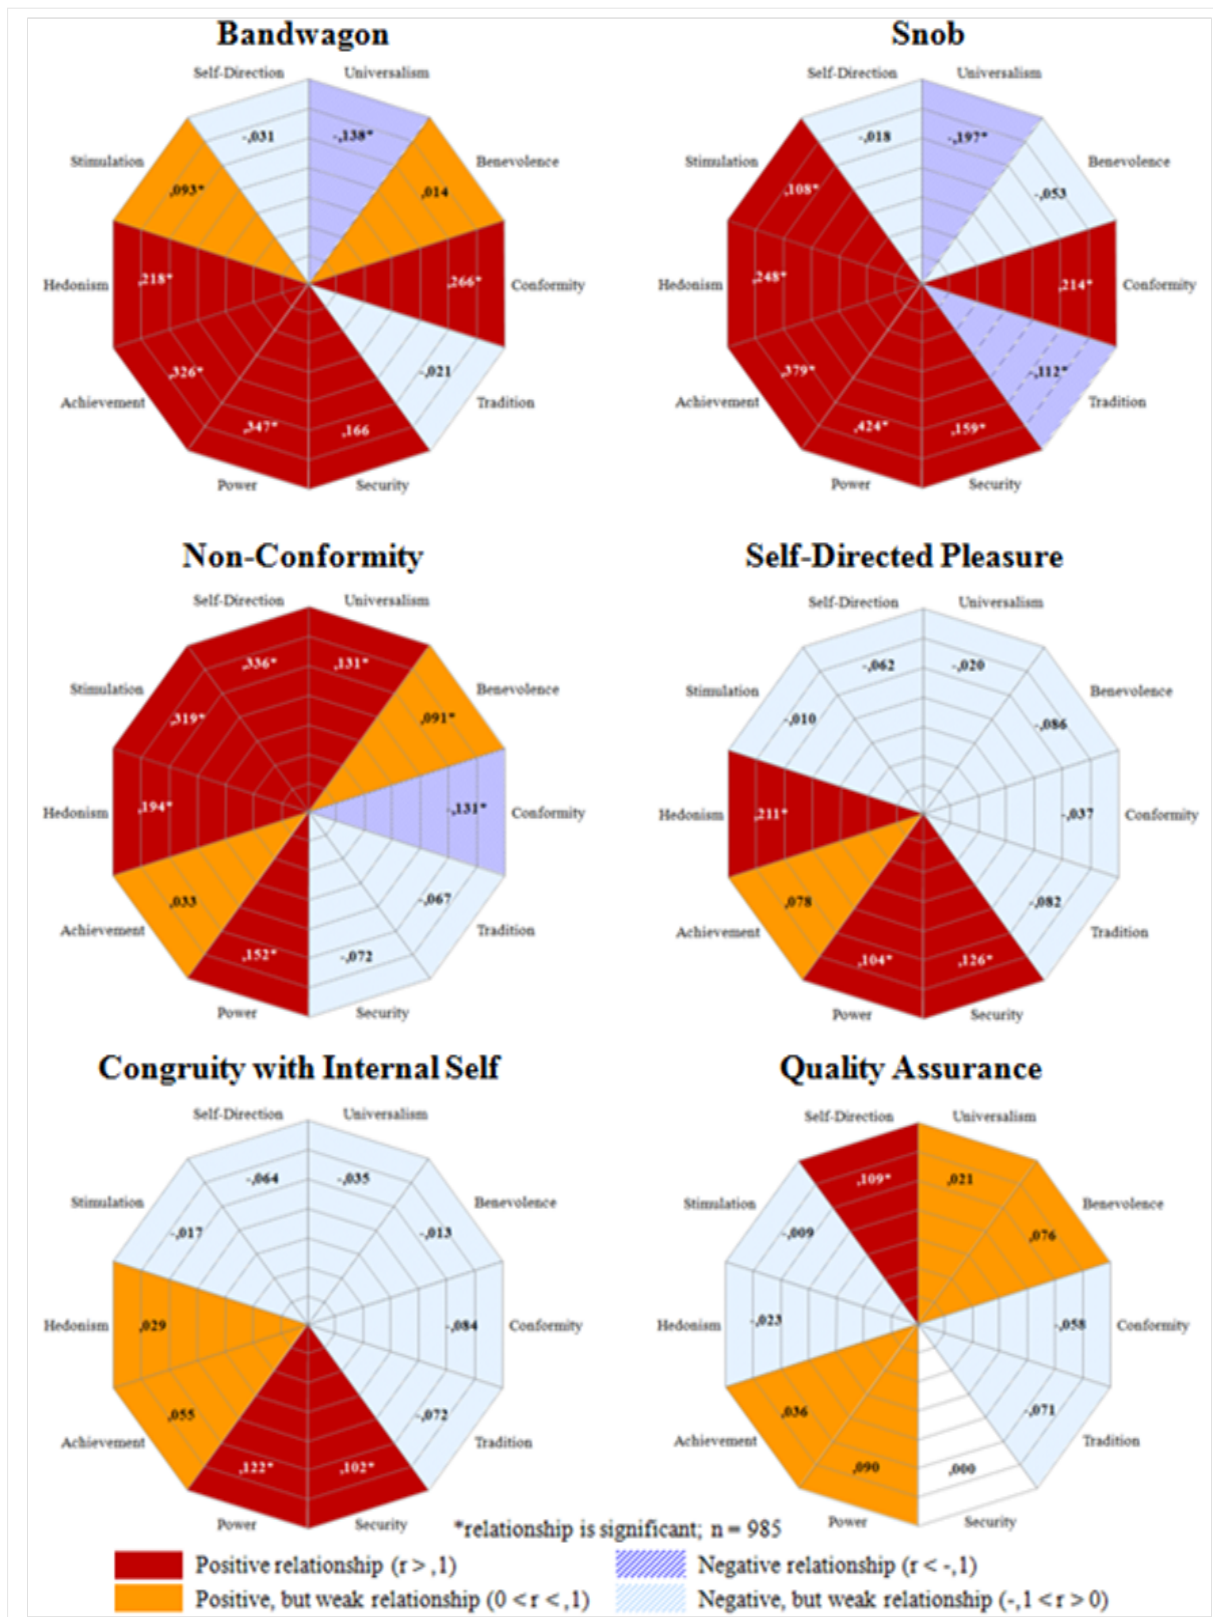 Bandwagon
Self-Direction Universalism
-,031 -,138*
Stimulation Benevolence
,093* ,014
Hedonism ,218* ,266* Conformity
,326* -,021
Achievement Tradition
,347* ,166
Power Security
Snob
Self-Direction Universalism
-,018 -,197*
Stimulation Benevolence
,108* -,053
Hedonism ,248* ,214* Conformity
,379* -,112*
Achievement Tradition
,424* ,159*
Power Security
Non-Conformity
Self-Direction Universalism
,336* ,131*
Stimulation Benevolence
,319* ,091*
Hedonism ,194* -,131* Conformity
,033 -,067
Achievement Tradition
,152* -,072
Power Security
Self-Directed Pleasure
Self-Direction Universalism
-,062 -,020
Stimulation Benevolence
-,010 -,086
Hedonism ,211* -,037 Conformity
,078 -,082
Achievement Tradition
,104* ,126*
Power Security
Congruity with Internal Self
Self-Direction Universalism
-,064 -,035
Stimulation Benevolence
-,017 -,013
Hedonism ,029 -,084 Conformity
,055 -,072
Achievement Tradition
,122* ,102*
Power Security
Quality Assurance
Self-Direction Universalism
,109* ,021
Stimulation Benevolence
-,009 ,076
Hedonism -,023 -,058 Conformity
,036 -,071
Achievement Tradition
,090 ,000
Power Security
*relationship is significant; n = 985
Positive relationship (r > ,1)
Negative relationship (r < -,1)
Positive, but weak relationship (0 < r < ,1)
Negative, but weak relationship (-,1 < r > 0)